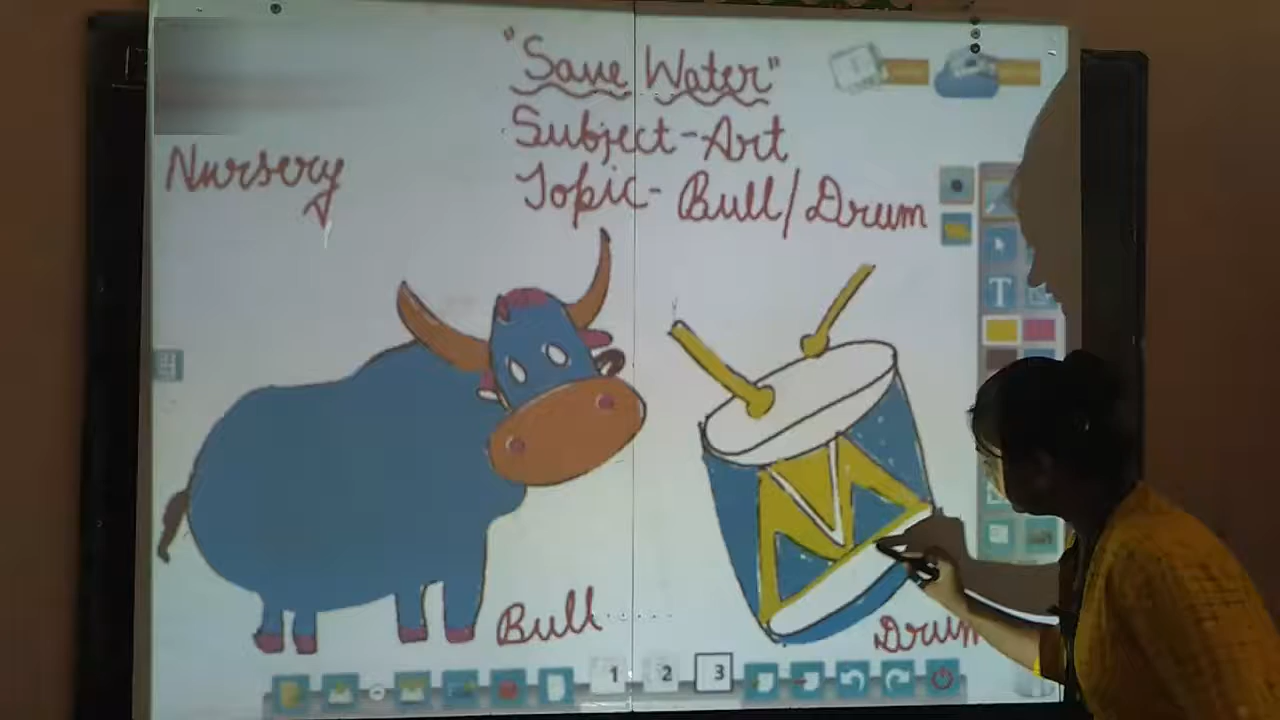 "Save Water"
Subject-Art
Nursery
Topic- Bull/Drum
T
Bull
Drum
1 2 3